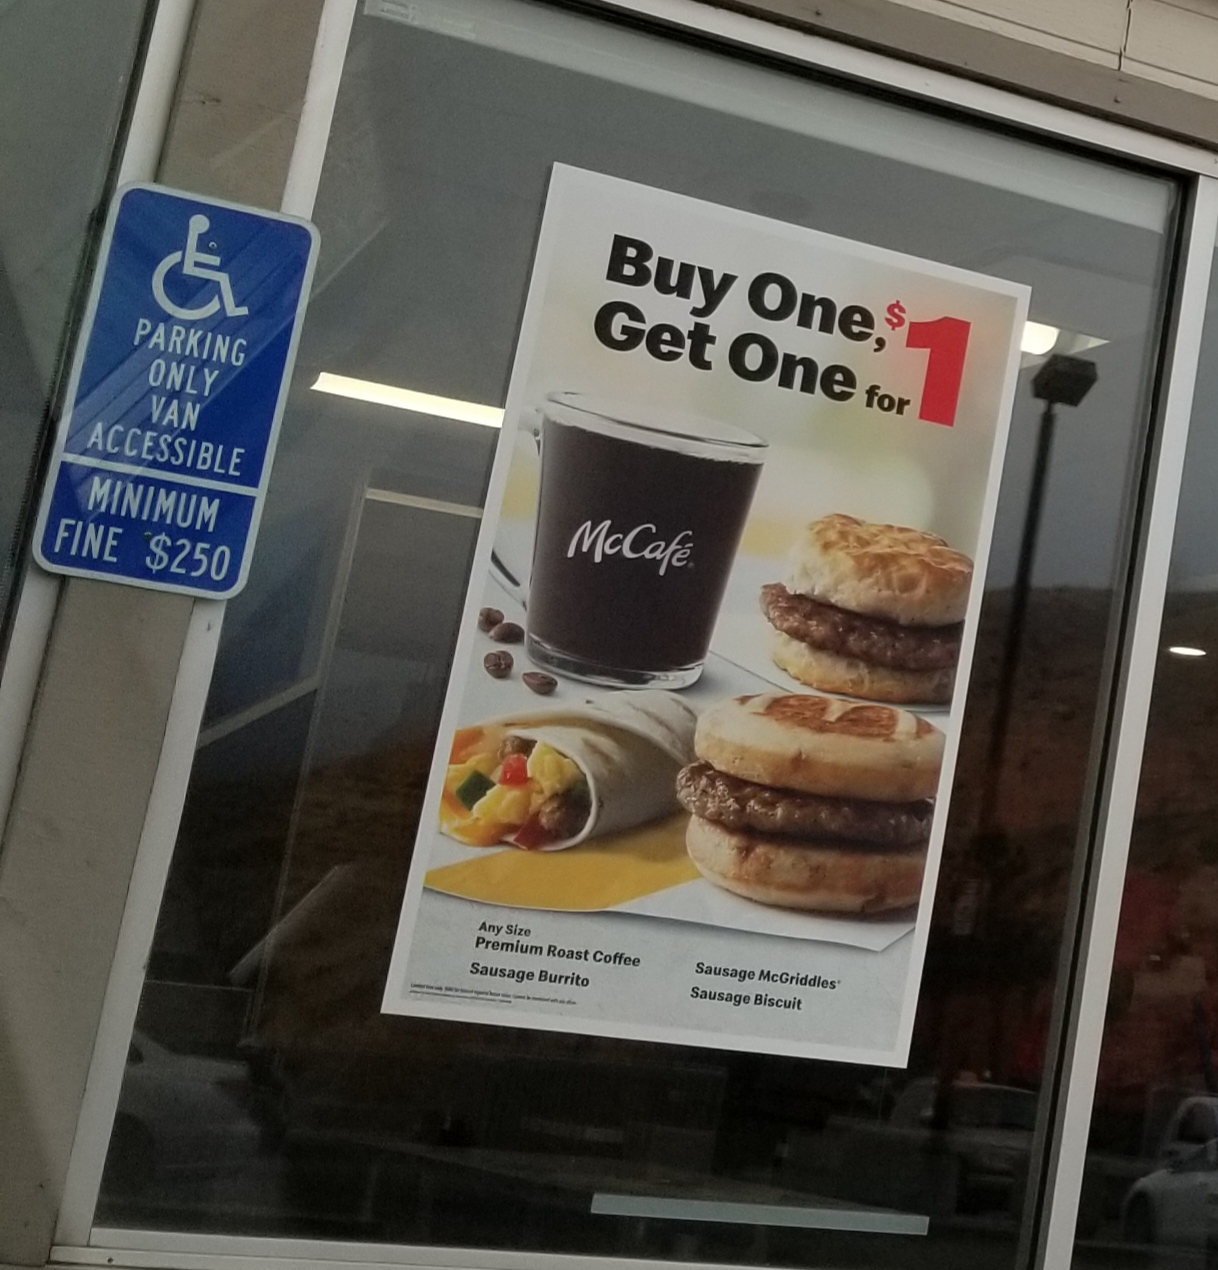 PARKING
ONLY
VAN
ACCESSIBLE
MINIMUM
FINE $250
Buy One,
Get One for $1
McCafé
Any Size
Premium Roast Coffee
Sausage Burrito
Sausage McGriddles®
Sausage Biscuit